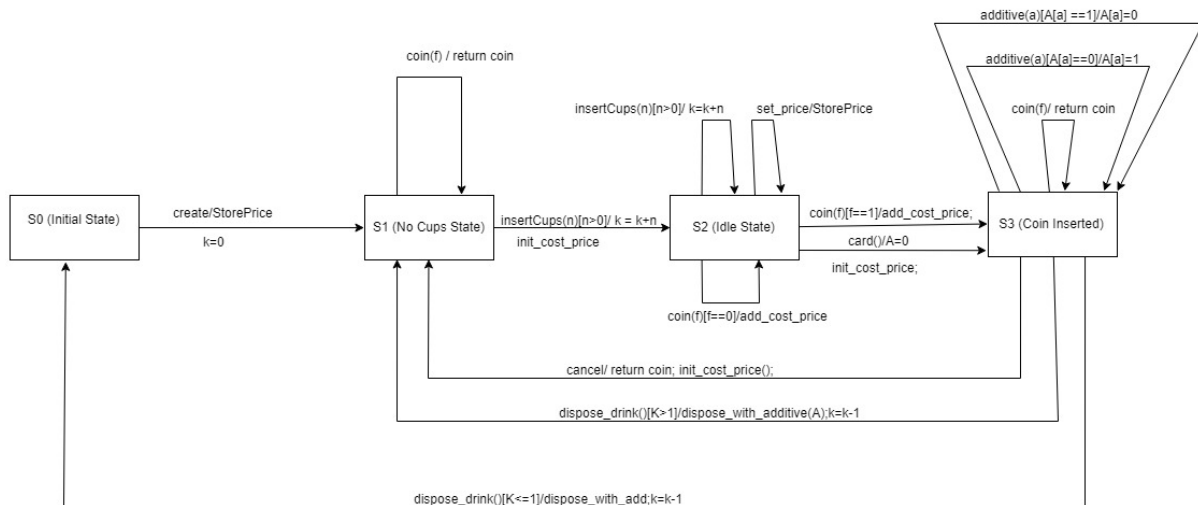 additive(a)[A[a] ==1]/A[a]=0
coin(f) / return coin
additive(a)[A[a]==0]/A[a]=1
insertCups(n)[n>0]/ k=k+n
set_price/StorePrice
coin(f)/ return coin
S0 (Initial State)
create/StorePrice
k=0
S1 (No Cups State)
insertCups(n)[n>0]/ k = k+n
init_cost_price
S2 (Idle State)
coin(f)[f==1]/add_cost_price;
card()/A=0
init_cost_price;
S3 (Coin Inserted)
coin(f)[f==0]/add_cost_price
cancel/ return coin; init_cost_price();
dispose_drink()[K>1]/dispose_with_additive(A);k=k-1
dispose_drink()[K<=1]/dispose_with_add;k=k-1